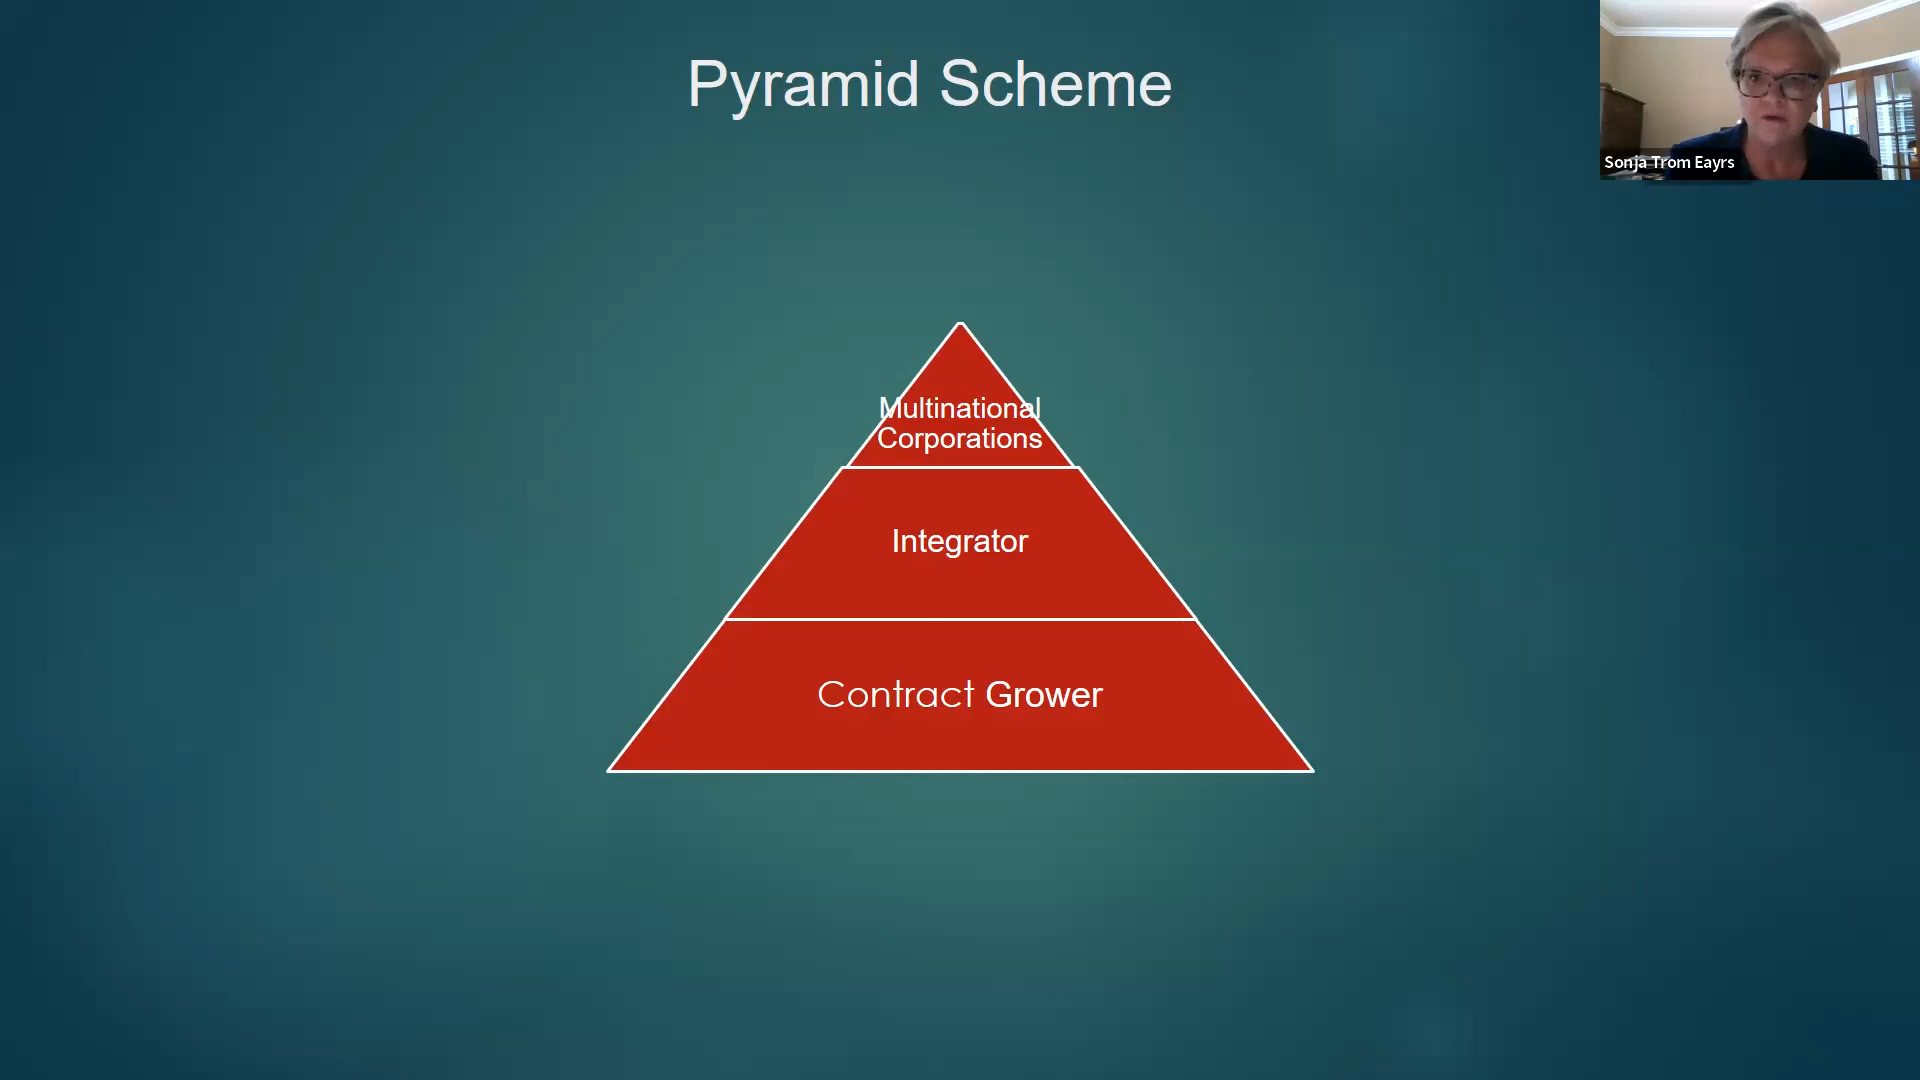 Pyramid Scheme
Sonja Trom Eayrs
Multinational
Corporations
Integrator
Contract Grower